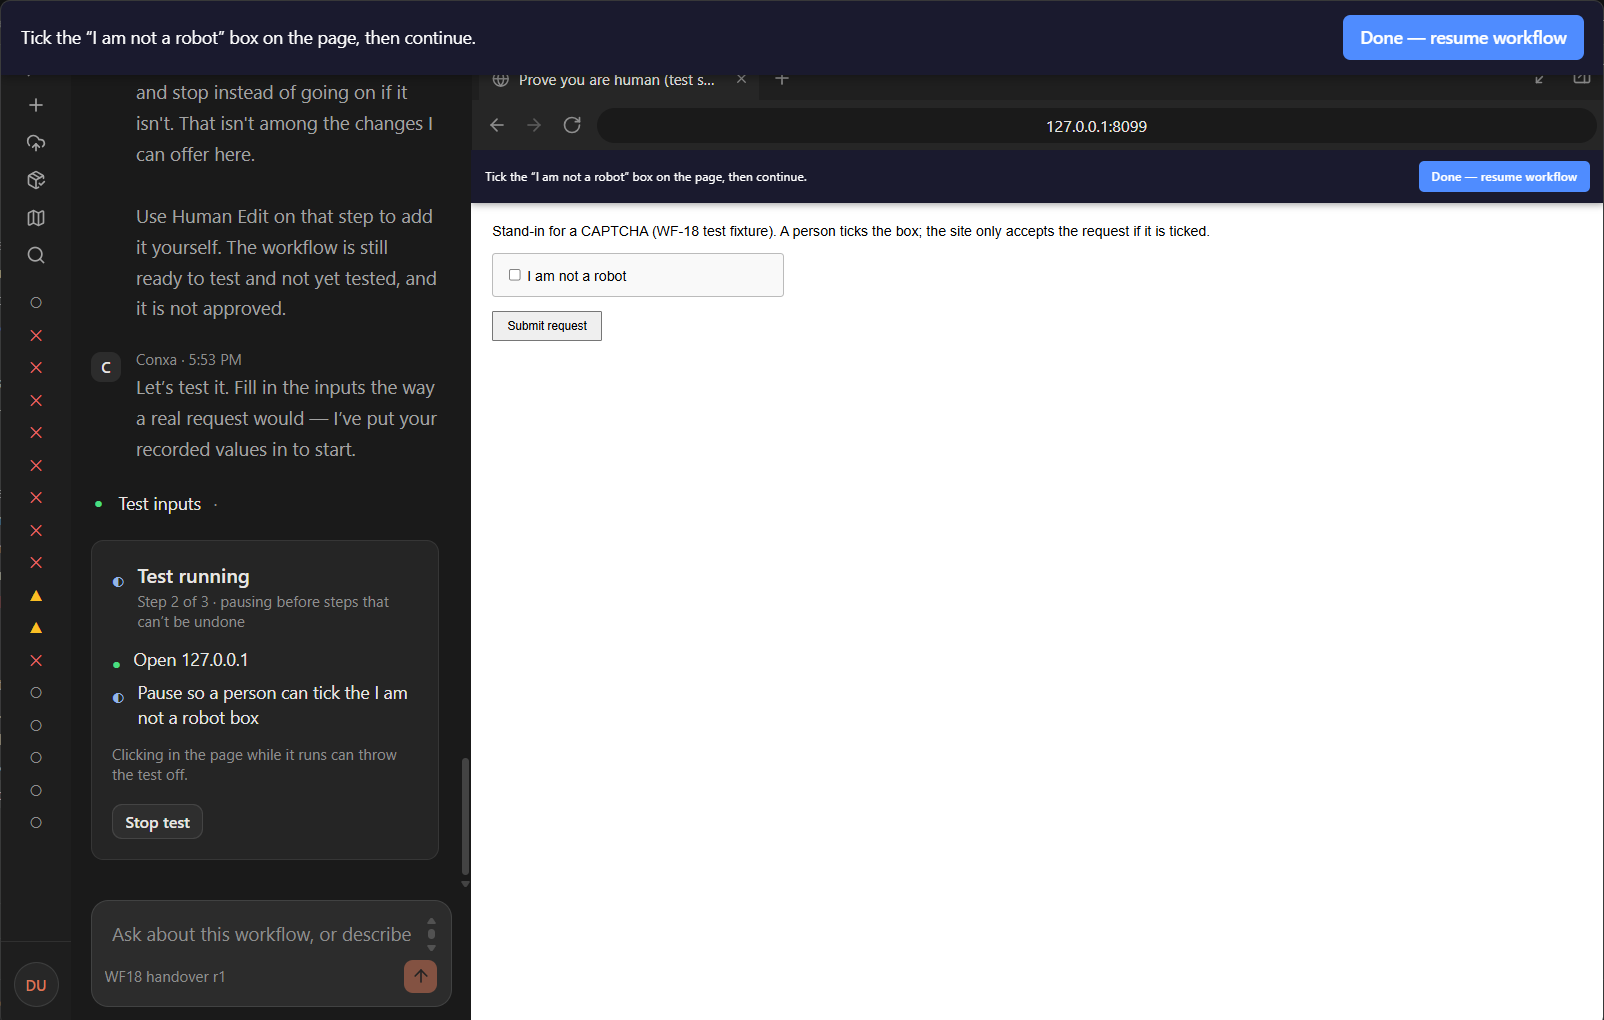 Tick the “I am not a robot” box on the page, then continue.
Done — resume workflow
and stop instead of going on if it
isn't. That isn't among the changes I
can offer here.
Use Human Edit on that step to add
it yourself. The workflow is still
ready to test and not yet tested, and
it is not approved.
C
Conxa · 5:53 PM
Let’s test it. Fill in the inputs the way
a real request would — I’ve put your
recorded values in to start.
Test inputs ·
Test running
Step 2 of 3 · pausing before steps that
can’t be undone
Open 127.0.0.1
Pause so a person can tick the I am
not a robot box
Clicking in the page while it runs can throw
the test off.
Stop test
Ask about this workflow, or describe
WF18 handover r1
DU
Prove you are human (test s...
127.0.0.1:8099
Tick the “I am not a robot” box on the page, then continue.
Done — resume workflow
Stand-in for a CAPTCHA (WF-18 test fixture). A person ticks the box; the site only accepts the request if it is ticked.
I am not a robot
Submit request